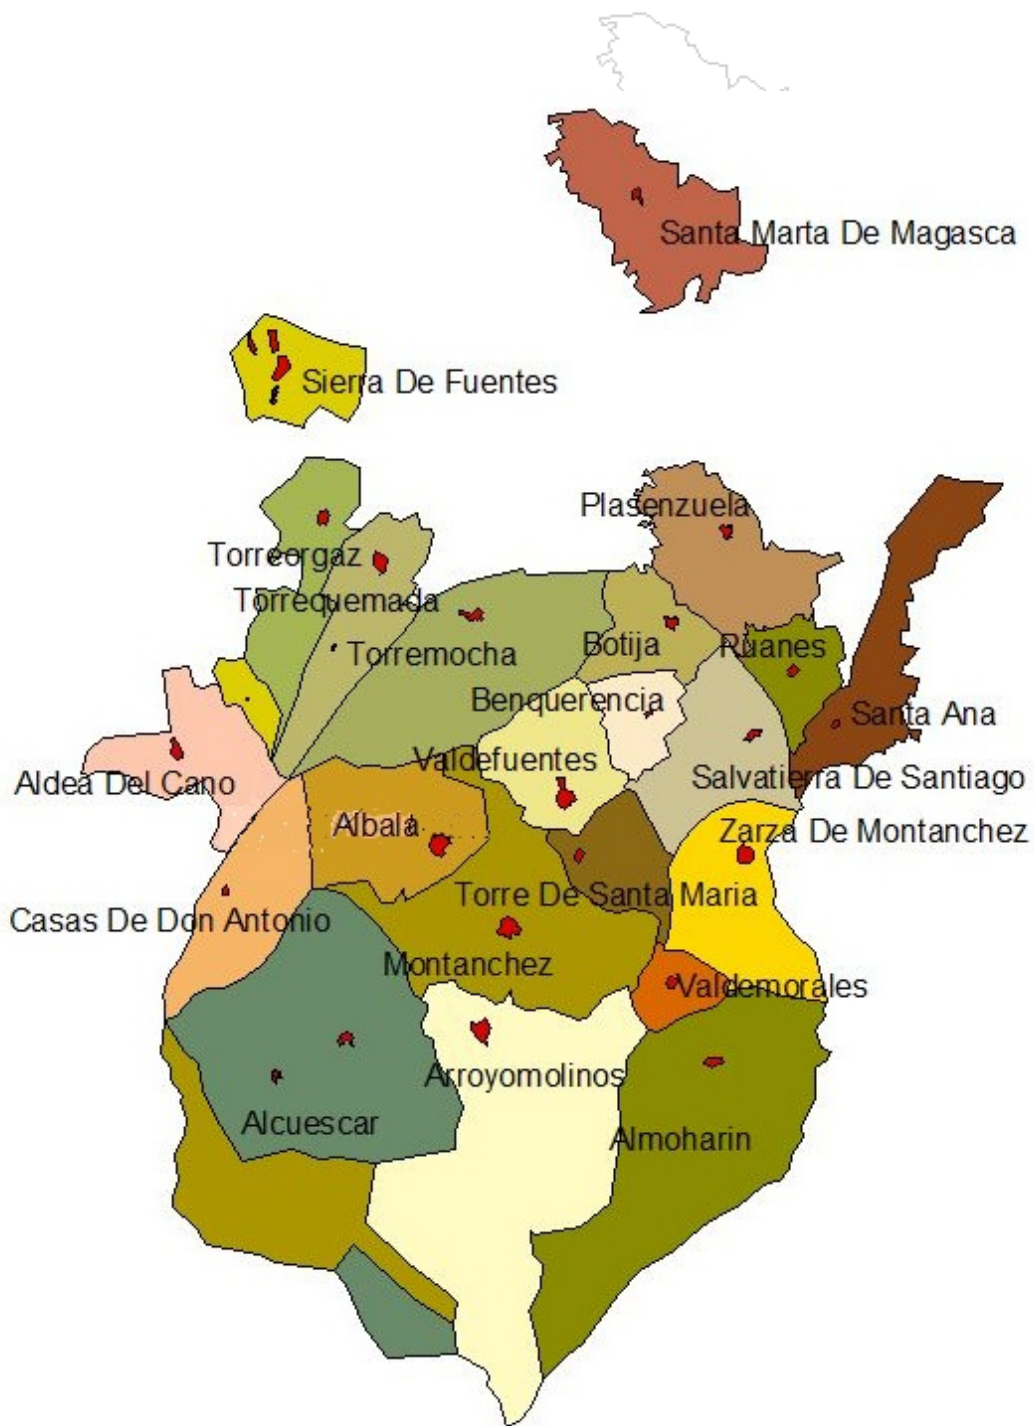 Santa Marta De Magasca
Sierra De Fuentes
Plasenzuela
Torreorgaz
Torrequemada
Torremocha
Botija
Ruanes
Benquerencia
Santa Ana
Valdefuentes
Aldea Del Cano
Salvatierra De Santiago
Albala
Zarza De Montanchez
Torre De Santa Maria
Casas De Don Antonio
Montanchez
Valdemorales
Arroyomolinos
Alcuescar
Almoharin